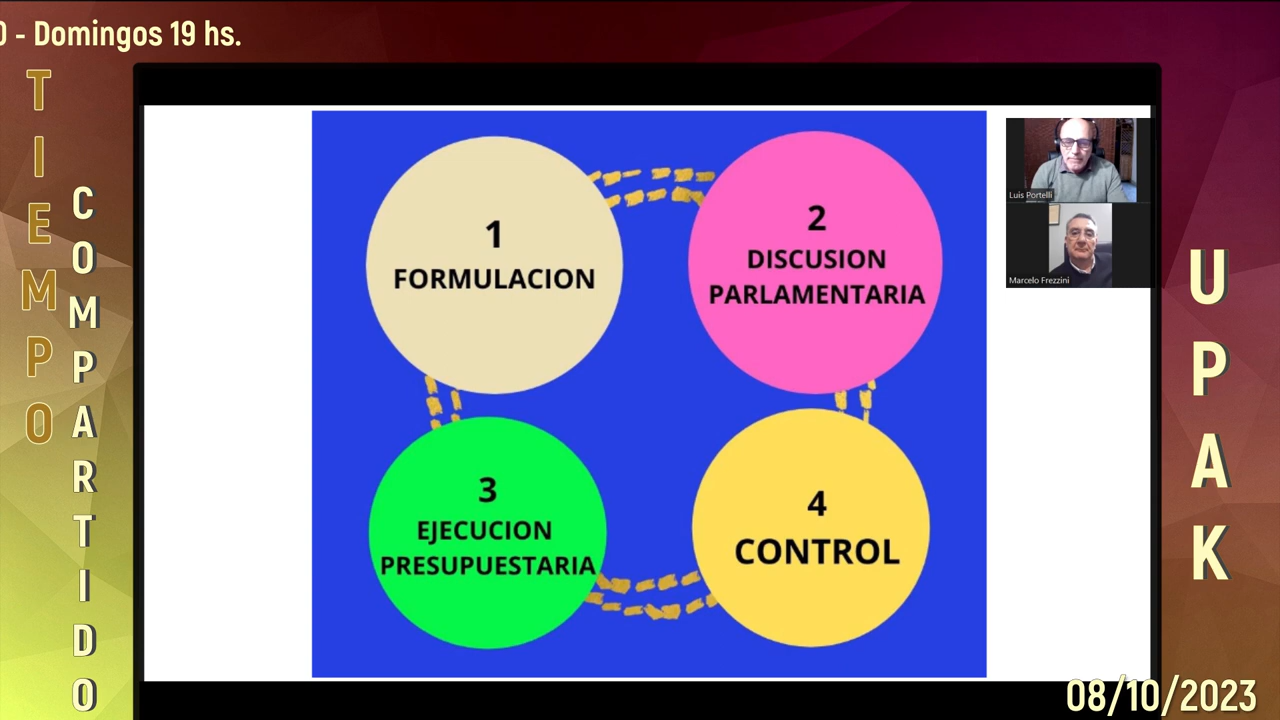 - Domingos 19 hs.
TIEMPO
COMPARTIDO
1
FORMULACION
2
DISCUSION
PARLAMENTARIA
3
EJECUCION
PRESUPUESTARIA
4
CONTROL
Luis Portelli
Marcelo Frezzini
UPAK
08/10/2023